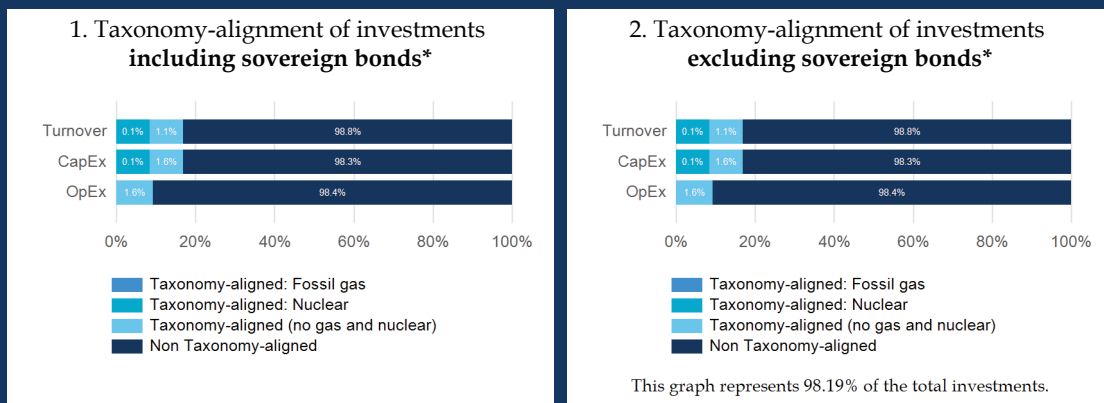 1. Taxonomy-alignment of investments
including sovereign bonds*
Turnover 0.1% 1.1% 98.8%
CapEx 0.1% 1.6% 98.3%
OpEx 1.6% 98.4%
0% 20% 40% 60% 80% 100%
Taxonomy-aligned: Fossil gas
Taxonomy-aligned: Nuclear
Taxonomy-aligned (no gas and nuclear)
Non Taxonomy-aligned
2. Taxonomy-alignment of investments
excluding sovereign bonds*
Turnover 0.1% 1.1% 98.8%
CapEx 0.1% 1.6% 98.3%
OpEx 1.6% 98.4%
0% 20% 40% 60% 80% 100%
Taxonomy-aligned: Fossil gas
Taxonomy-aligned: Nuclear
Taxonomy-aligned (no gas and nuclear)
Non Taxonomy-aligned
This graph represents 98.19% of the total investments.